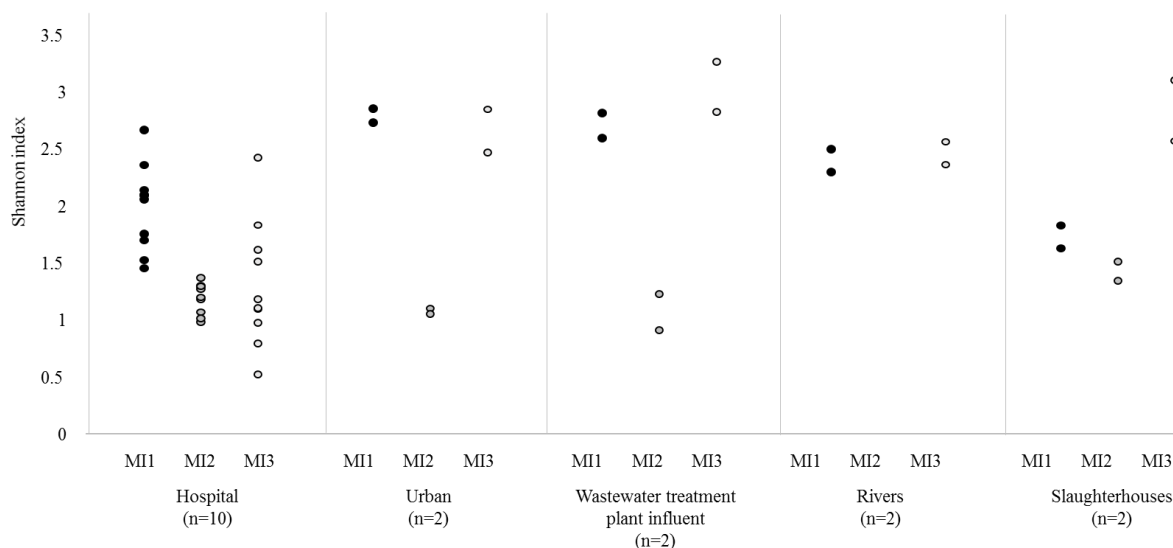 3.5
3
2.5
2
1.5
1
0.5
0
Shannon index
MI1 MI2 MI3 MI1 MI2 MI3 MI1 MI2 MI3 MI1 MI2 MI3 MI1 MI2 MI3
Hospital
(n=10)
Urban
(n=2)
Wastewater treatment
plant influent
(n=2)
Rivers
(n=2)
Slaughterhouses
(n=2)